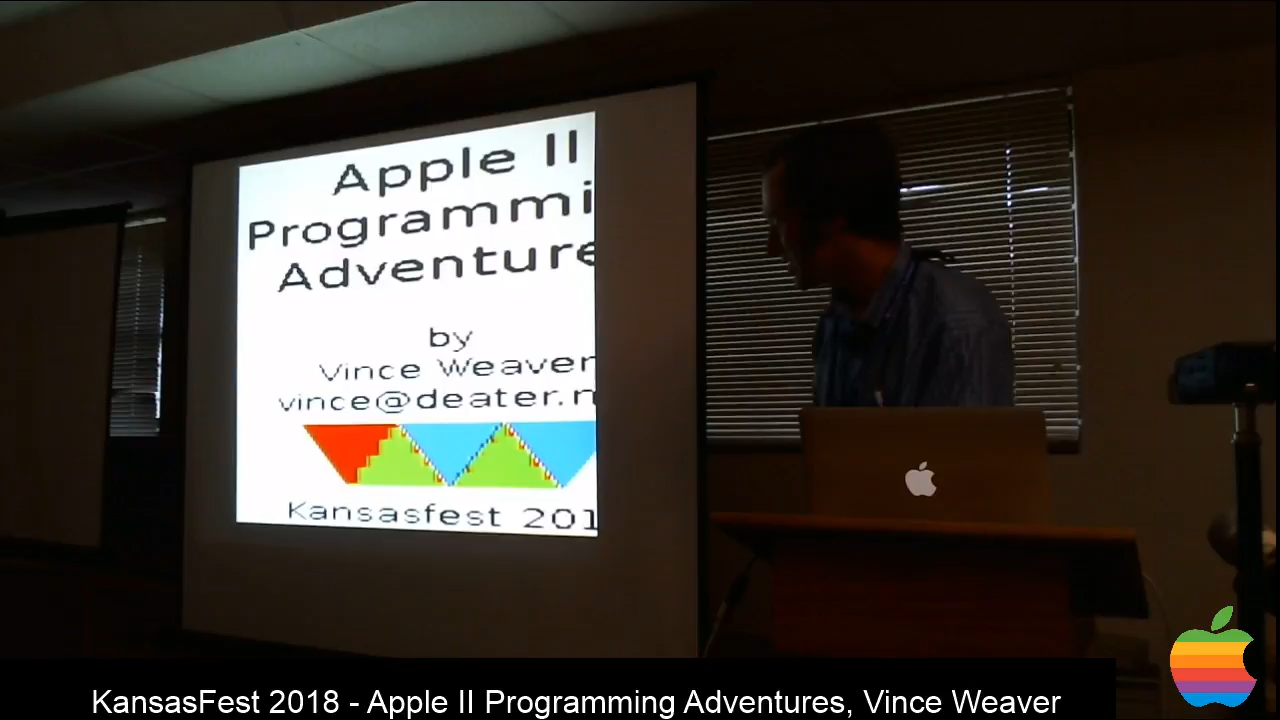 Apple II
Programmi
Adventure
by
Vince Weaver
vince@deater.n
Kansasfest 201
KansasFest 2018 - Apple II Programming Adventures, Vince Weaver